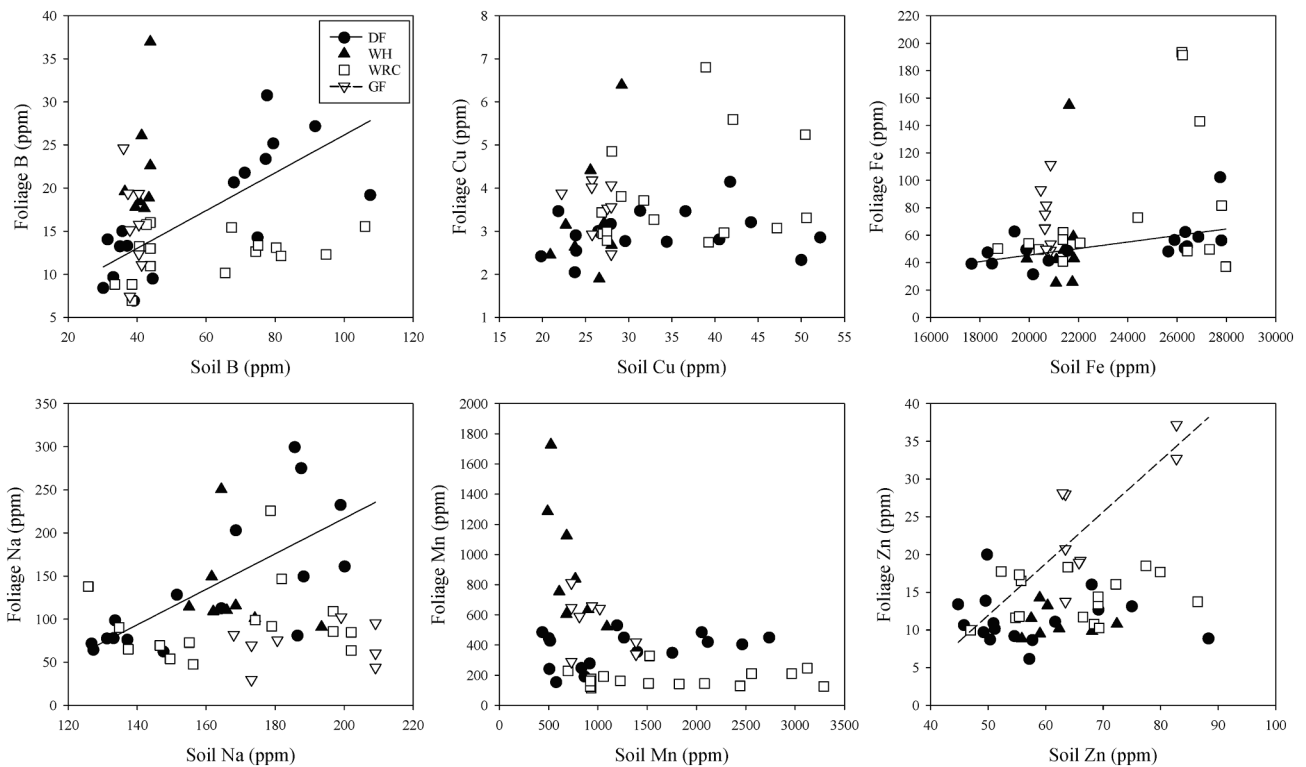 40
35
30
25
20
15
10
5
Foliage B (ppm)
20 40 60 80 100 120
Soil B (ppm)
DF
WH
WRC
GF
8
7
6
5
4
3
2
1
Foliage Cu (ppm)
15 20 25 30 35 40 45 50 55
Soil Cu (ppm)
220
200
180
160
140
120
100
80
60
40
20
0
Foliage Fe (ppm)
16000 18000 20000 22000 24000 26000 28000 30000
Soil Fe (ppm)
350
300
250
200
150
100
50
0
Foliage Na (ppm)
120 140 160 180 200 220
Soil Na (ppm)
2000
1800
1600
1400
1200
1000
800
600
400
200
0
Foliage Mn (ppm)
0 500 1000 1500 2000 2500 3000 3500
Soil Mn (ppm)
40
35
30
25
20
15
10
5
0
Foliage Zn (ppm)
40 50 60 70 80 90 100
Soil Zn (ppm)